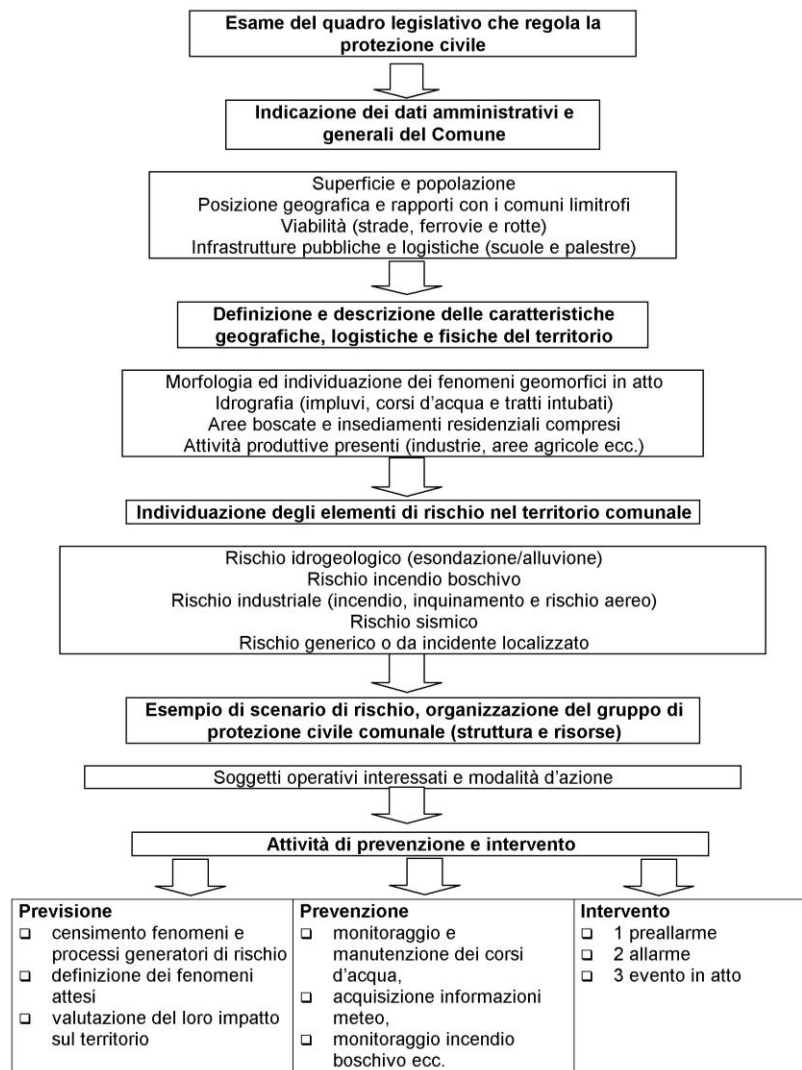 Esame del quadro legislativo che regola la
protezione civile
Indicazione dei dati amministrativi e
generali del Comune
Superficie e popolazione
Posizione geografica e rapporti con i comuni limitrofi
Viabilità (strade, ferrovie e rotte)
Infrastrutture pubbliche e logistiche (scuole e palestre)
Definizione e descrizione delle caratteristiche
geografiche, logistiche e fisiche del territorio
Morfologia ed individuazione dei fenomeni geomorfici in atto
Idrografia (impluvi, corsi d'acqua e tratti intubati)
Aree boscate e insediamenti residenziali compresi
Attività produttive presenti (industrie, aree agricole ecc.)
Individuazione degli elementi di rischio nel territorio comunale
Rischio idrogeologico (esondazione/alluvione)
Rischio incendio boschivo
Rischio industriale (incendio, inquinamento e rischio aereo)
Rischio sismico
Rischio generico o da incidente localizzato
Esempio di scenario di rischio, organizzazione del gruppo di
protezione civile comunale (struttura e risorse)
Soggetti operativi interessati e modalità d'azione
Attività di prevenzione e intervento
Previsione
❑ censimento fenomeni e
processi generatori di rischio
❑ definizione dei fenomeni
attesi
❑ valutazione del loro impatto
sul territorio
Prevenzione
❑ monitoraggio e
manutenzione dei corsi
d'acqua,
❑ acquisizione informazioni
meteo,
❑ monitoraggio incendio
boschivo ecc.
Intervento
❑ 1 preallarme
❑ 2 allarme
❑ 3 evento in atto